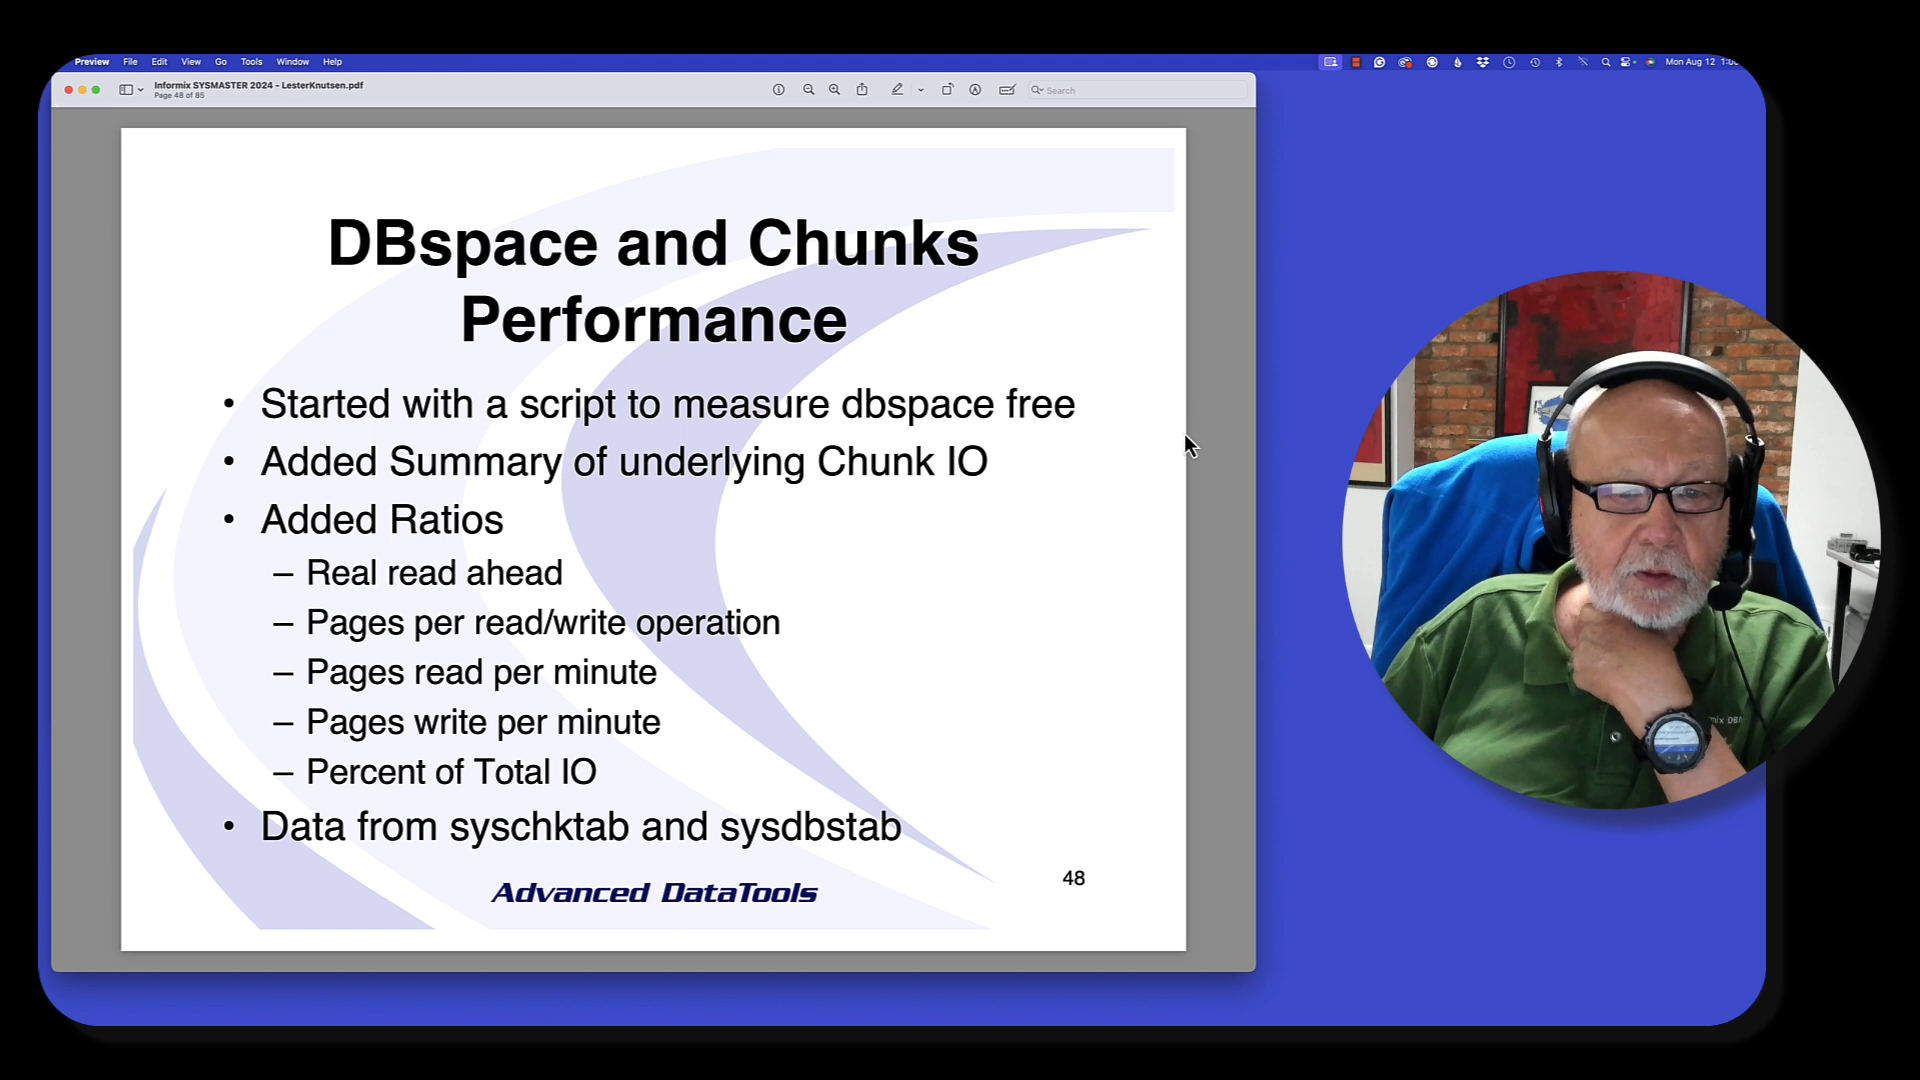 Preview File Edit View Go Tools Window Help
Mon Aug 12
Informix SYSMASTER 2024 - LesterKnutsen.pdf
Page 48 of 85
Search
DBspace and Chunks
Performance
• Started with a script to measure dbspace free
• Added Summary of underlying Chunk IO
• Added Ratios
– Real read ahead
– Pages per read/write operation
– Pages read per minute
– Pages write per minute
– Percent of Total IO
• Data from syschktab and sysdbstab
Advanced DataTools
48